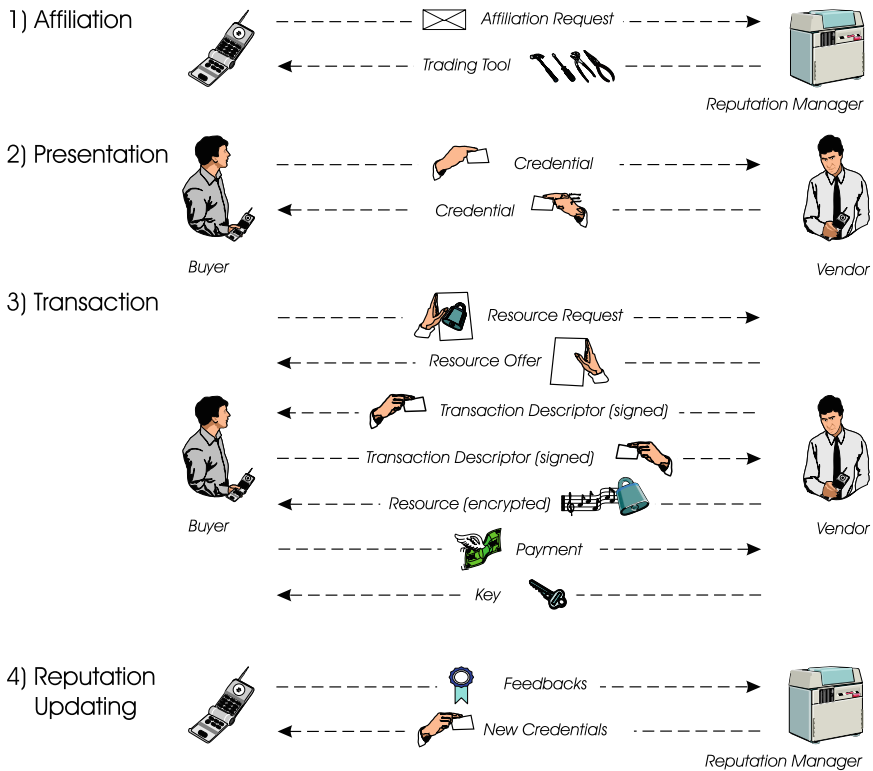 1) Affiliation
Affiliation Request
Trading Tool
Reputation Manager
2) Presentation
Credential
Credential
Buyer
Vendor
3) Transaction
Resource Request
Resource Offer
Transaction Descriptor (signed)
Transaction Descriptor (signed)
Resource (encrypted)
Buyer
Vendor
Payment
Key
4) Reputation
Updating
Feedbacks
New Credentials
Reputation Manager